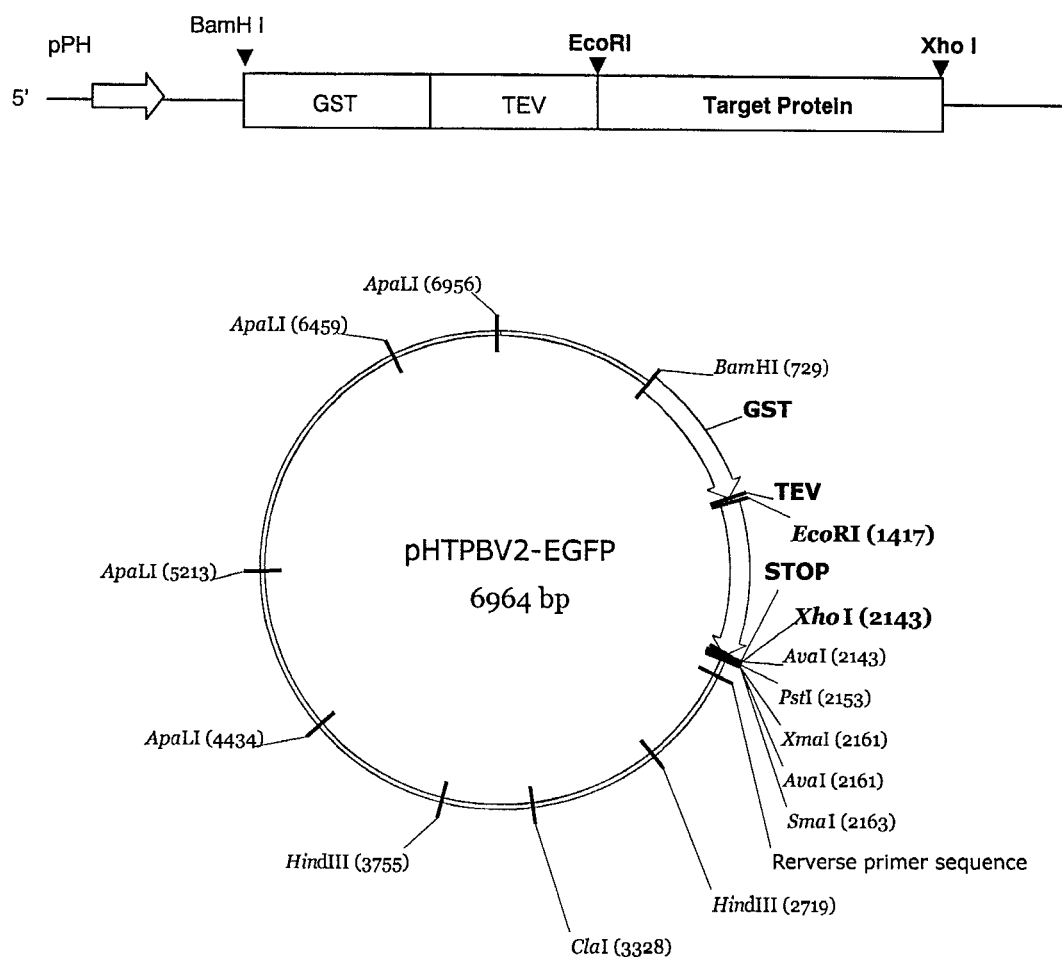 BamH I
pPH
EcoRI
Xho I
5'
GST
TEV
Target Protein
ApaLI (6956)
ApaLI (6459)
BamHI (729)
GST
TEV
EcoRI (1417)
pHTPBV2-EGFP
6964 bp
ApaLI (5213)
STOP
Xho I (2143)
AvaI (2143)
PstI (2153)
XmaI (2161)
AvaI (2161)
SmaI (2163)
Rerverse primer sequence
ApaLI (4434)
HindIII (3755)
HindIII (2719)
ClaI (3328)